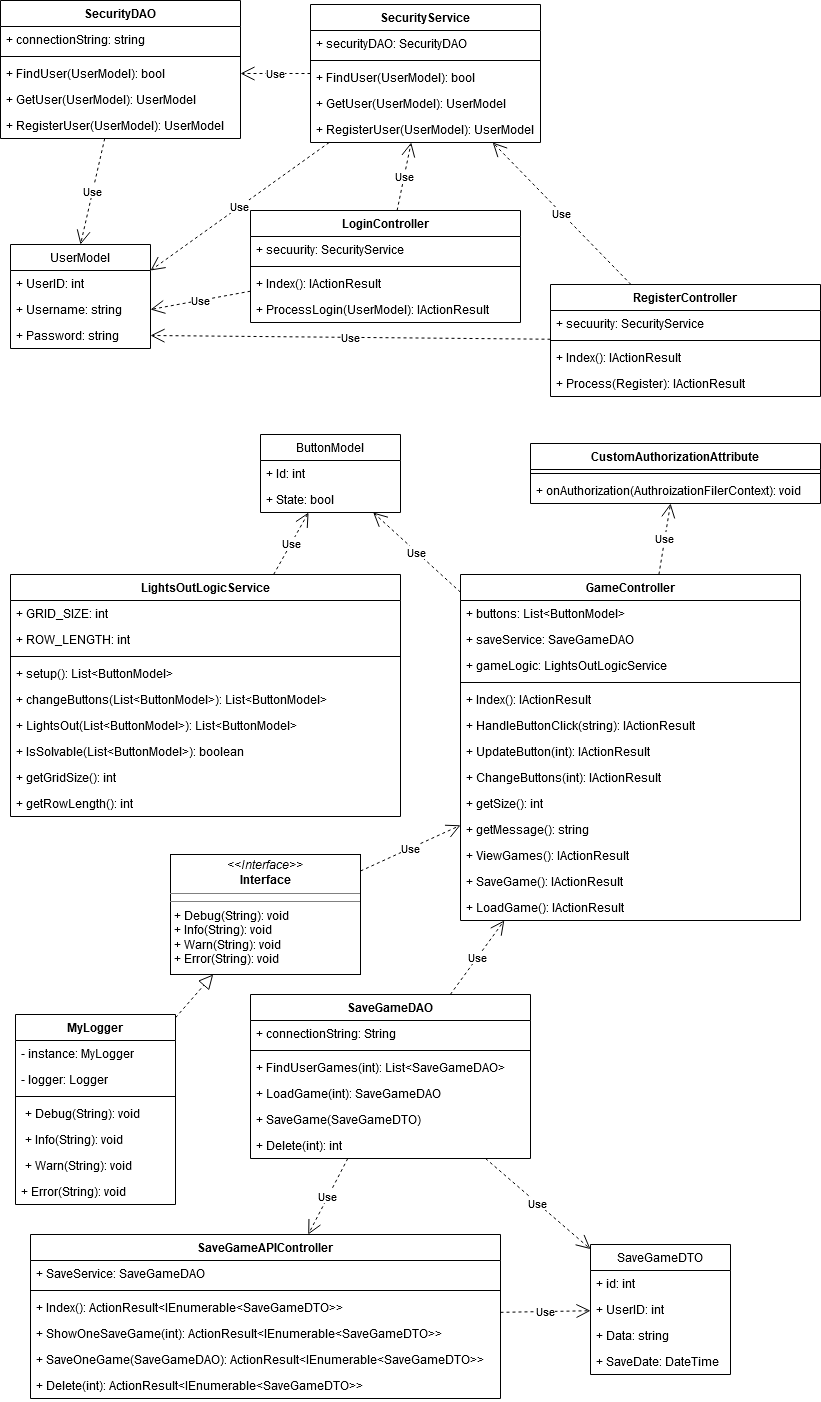 SecurityDAO
+ connectionString: string
+ FindUser(UserModel): bool
+ GetUser(UserModel): UserModel
+ RegisterUser(UserModel): UserModel
Use
SecurityService
+ securityDAO: SecurityDAO
+ FindUser(UserModel): bool
+ GetUser(UserModel): UserModel
+ RegisterUser(UserModel): UserModel
Use
Use
Use
Use
LoginController
+ secuurity: SecurityService
+ Index(): IActionResult
+ ProcessLogin(UserModel): IActionResult
UserModel
+ UserID: int
+ Username: string
+ Password: string
Use
Use
RegisterController
+ secuurity: SecurityService
+ Index(): IActionResult
+ Process(Register): IActionResult
ButtonModel
+ Id: int
+ State: bool
CustomAuthorizationAttribute
+ onAuthorization(AuthroizationFilerContext): void
Use
Use
Use
LightsOutLogicService
+ GRID_SIZE: int
+ ROW_LENGTH: int
+ setup(): List<ButtonModel>
+ changeButtons(List<ButtonModel>): List<ButtonModel>
+ LightsOut(List<ButtonModel>): List<ButtonModel>
+ IsSolvable(List<ButtonModel>): boolean
+ getGridSize(): int
+ getRowLength(): int
GameController
+ buttons: List<ButtonModel>
+ saveService: SaveGameDAO
+ gameLogic: LightsOutLogicService
+ Index(): IActionResult
+ HandleButtonClick(string): IActionResult
+ UpdateButton(int): IActionResult
+ ChangeButtons(int): IActionResult
+ getSize(): int
+ getMessage(): string
+ ViewGames(): IActionResult
+ SaveGame(): IActionResult
+ LoadGame(): IActionResult
Use
<<Interface>>
Interface
+ Debug(String): void
+ Info(String): void
+ Warn(String): void
+ Error(String): void
Use
MyLogger
- instance: MyLogger
- logger: Logger
+ Debug(String): void
+ Info(String): void
+ Warn(String): void
+ Error(String): void
SaveGameDAO
+ connectionString: String
+ FindUserGames(int): List<SaveGameDAO>
+ LoadGame(int): SaveGameDAO
+ SaveGame(SaveGameDTO)
+ Delete(int): int
Use
Use
SaveGameAPIController
+ SaveService: SaveGameDAO
+ Index(): ActionResult<IEnumerable<SaveGameDTO>>
+ ShowOneSaveGame(int): ActionResult<IEnumerable<SaveGameDTO>>
+ SaveOneGame(SaveGameDAO): ActionResult<IEnumerable<SaveGameDTO>>
+ Delete(int): ActionResult<IEnumerable<SaveGameDTO>>
Use
SaveGameDTO
+ id: int
+ UserID: int
+ Data: string
+ SaveDate: DateTime